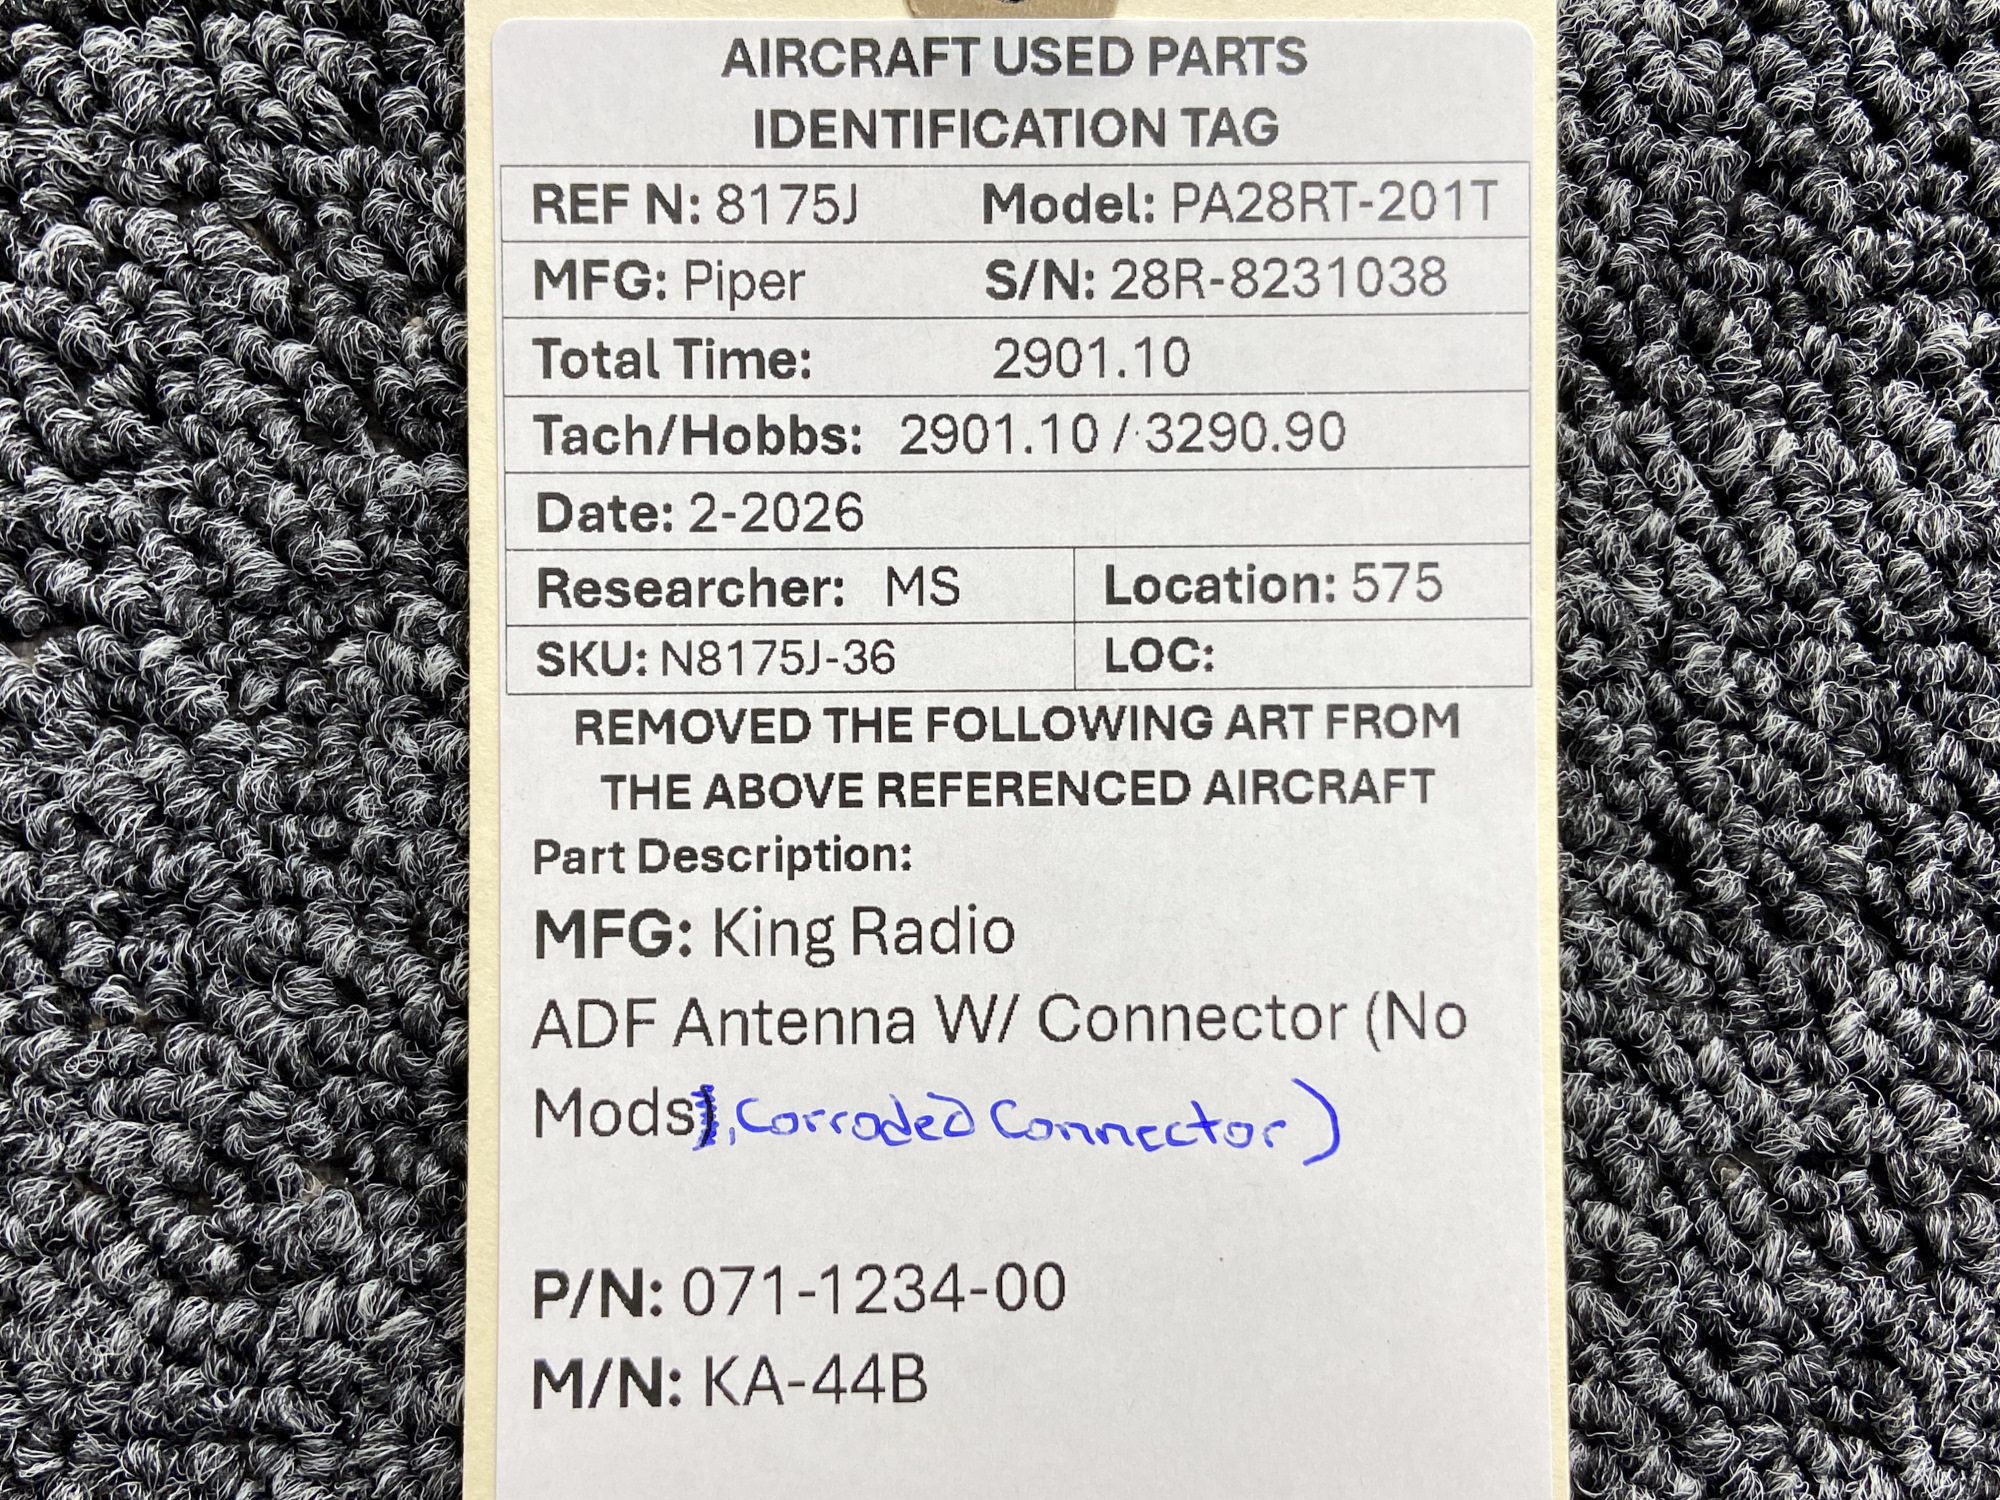 AIRCRAFT USED PARTS
IDENTIFICATION TAG
REF N: 8175J Model: PA28RT-201T
MFG: Piper S/N: 28R-8231038
Total Time: 2901.10
Tach/Hobbs: 2901.10 / 3290.90
Date: 2-2026
Researcher: MS Location: 575
SKU: N8175J-36 LOC:
REMOVED THE FOLLOWING ART FROM
THE ABOVE REFERENCED AIRCRAFT
Part Description:
MFG: King Radio
ADF Antenna W/ Connector (No
Mods, Corroded Connector)
P/N: 071-1234-00
M/N: KA-44B